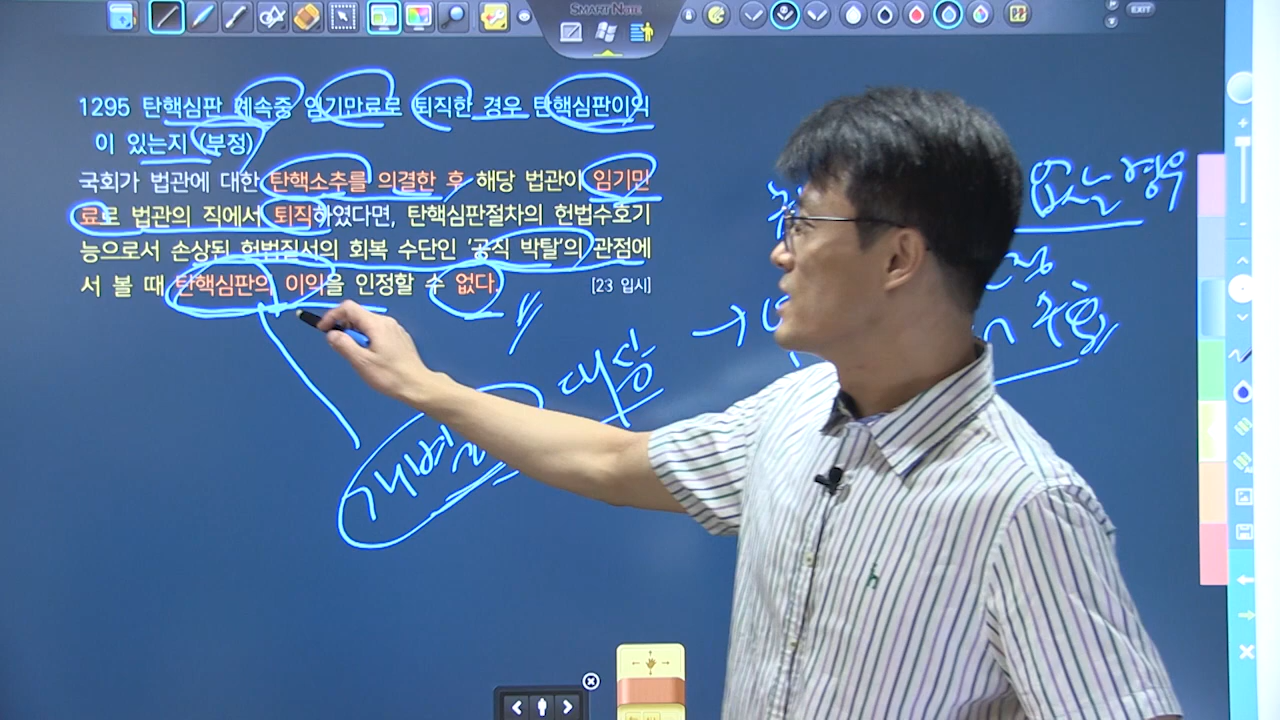 SMART NOTE
EXIT
1295 탄핵심판 계속중 임기만료로 퇴직한 경우 탄핵심판이익
이 있는지 (부정)
국회가 법관에 대한 탄핵소추를 의결한 후 해당 법관이 임기만
료로 법관의 직에서 퇴직하였다면, 탄핵심판절차의 헌법수호기
능으로서 손상된 헌법질서의 회복 수단인 '공직 박탈'의 관점에
서 볼 때 탄핵심판의 이익을 인정할 수 없다.
[23 입시]
없는 경우